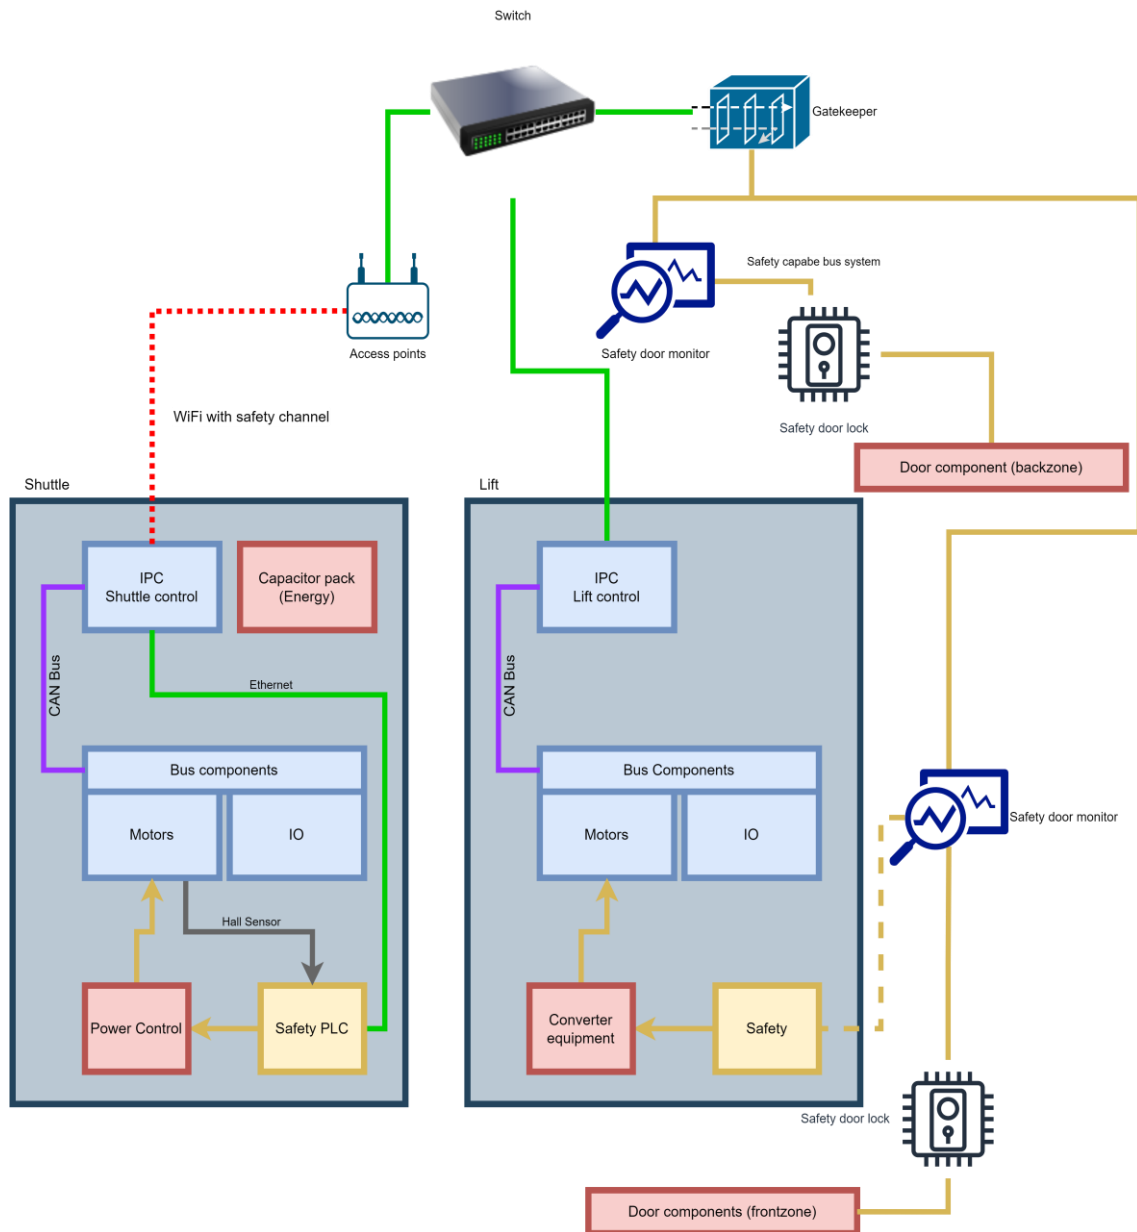 Switch
Gatekeeper
Safety capabe bus system
Access points
Safety door monitor
WiFi with safety channel
Safety door lock
Door component (backzone)
Shuttle
Lift
IPC
Shuttle control
Capacitor pack
(Energy)
IPC
Lift control
CAN Bus
Ethernet
CAN Bus
Bus components
Motors
IO
Bus Components
Motors
IO
Safety door monitor
Hall Sensor
Power Control
Safety PLC
Converter
equipment
Safety
Safety door lock
Door components (frontzone)